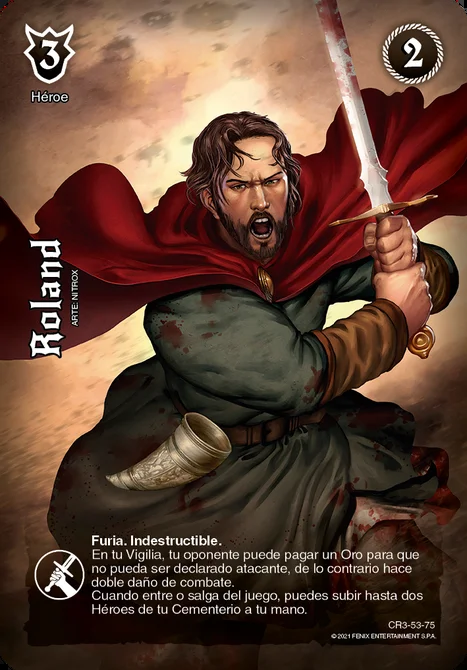 3
2
Héroe
Roland
ARTE: NITROX
Furia. Indestructible.
En tu Vigilia, tu oponente puede pagar un Oro para que
no pueda ser declarado atacante, de lo contrario hace
doble daño de combate.
Cuando entre o salga del juego, puedes subir hasta dos
Héroes de tu Cementerio a tu mano.
CR3-53-75
© 2021 FENIX ENTERTAINMENT S.P.A.